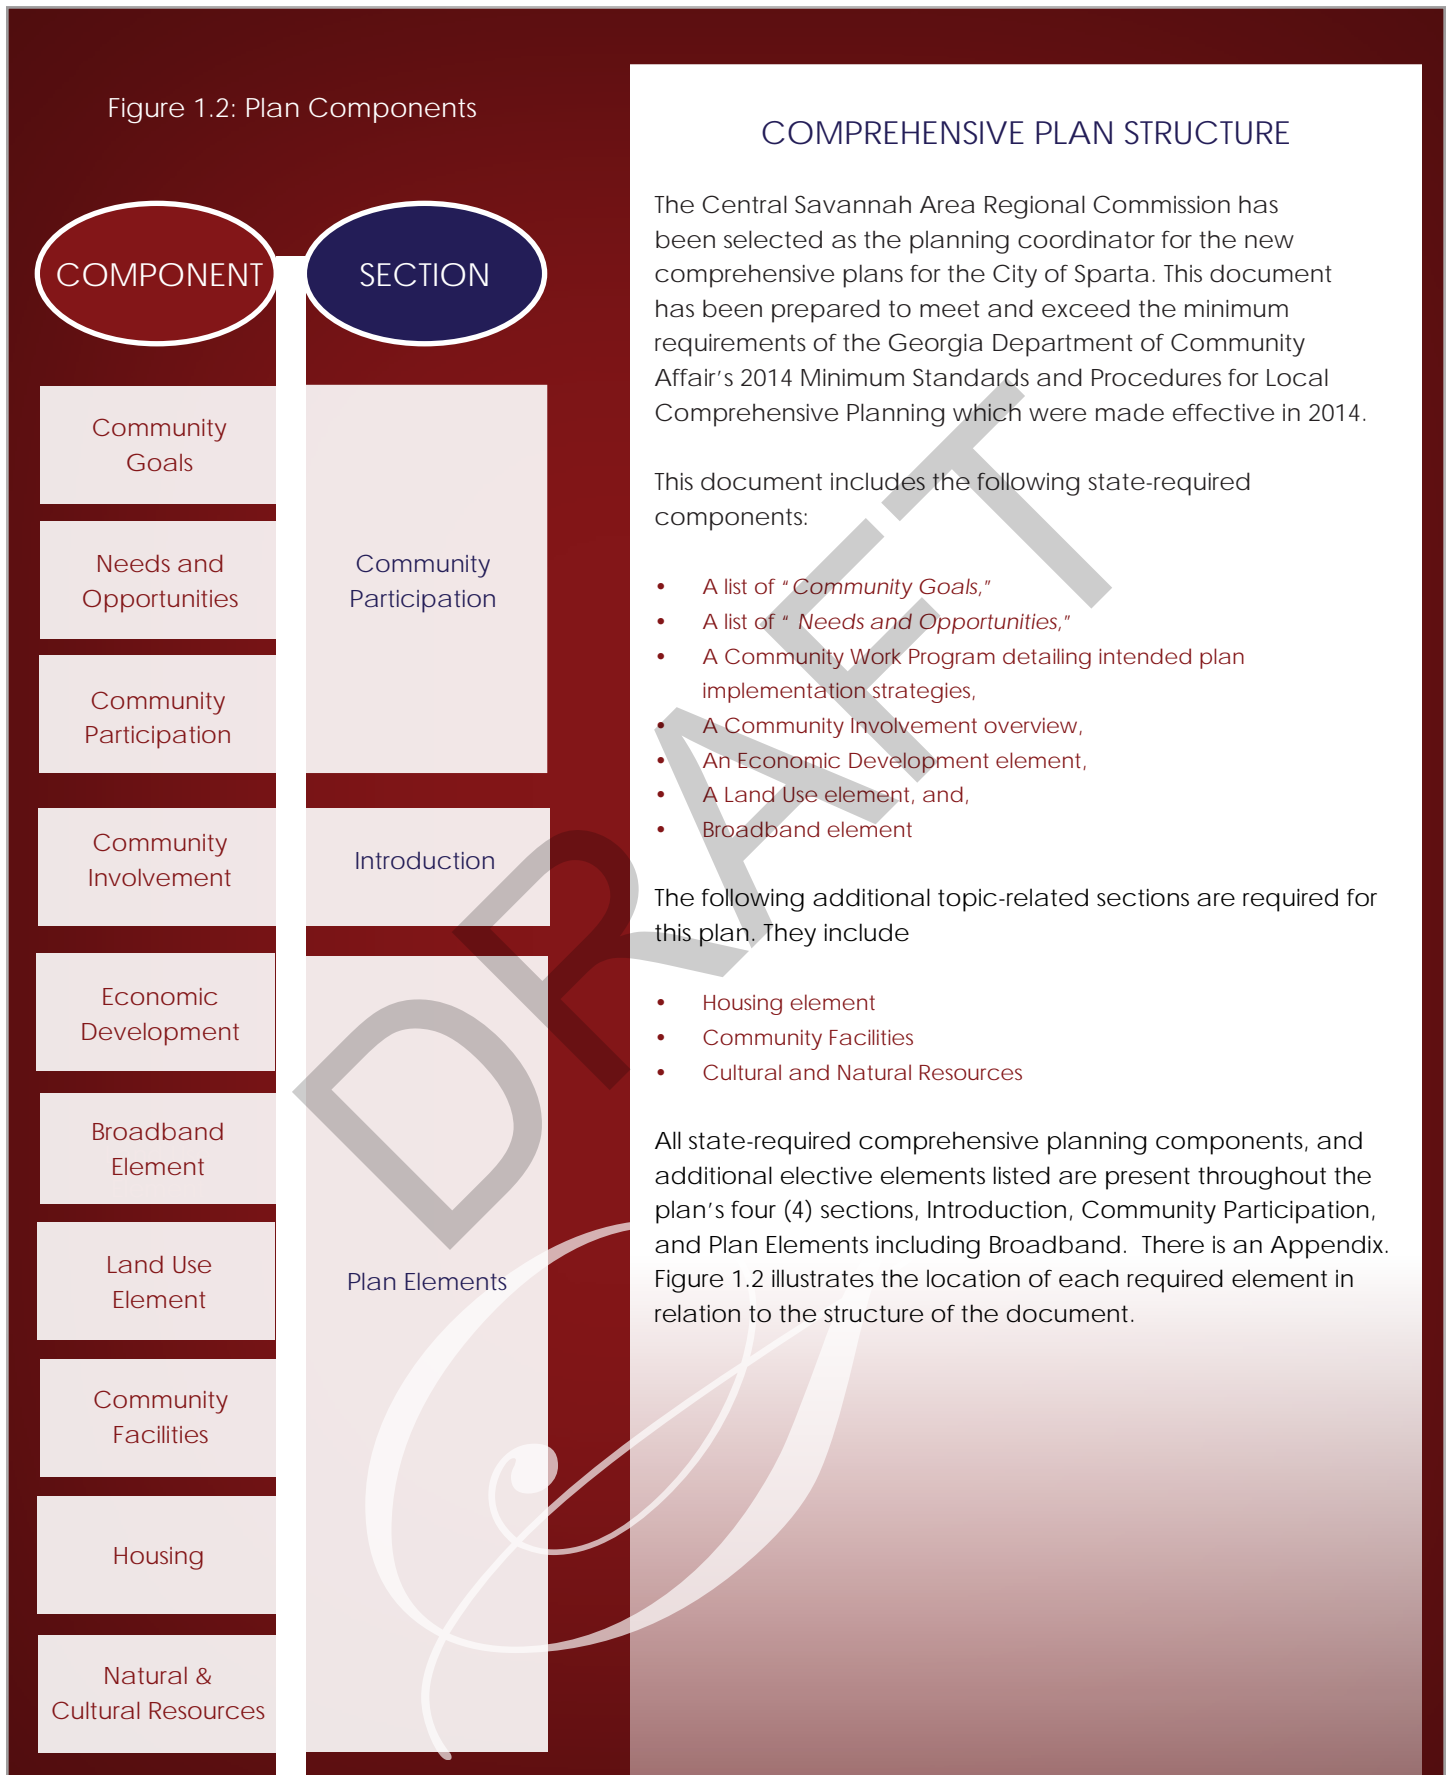 Figure 1.2: Plan Components
COMPONENT
SECTION
Community
Goals
Needs and
Opportunities
Community
Participation
Community
Participation
Community
Involvement
Introduction
Economic
Development
Broadband
Element
Land Use
Element
Community
Facilities
Housing
Natural &
Cultural Resources
Plan Elements
COMPREHENSIVE PLAN STRUCTURE
The Central Savannah Area Regional Commission has
been selected as the planning coordinator for the new
comprehensive plans for the City of Sparta. This document
has been prepared to meet and exceed the minimum
requirements of the Georgia Department of Community
Affair's 2014 Minimum Standards and Procedures for Local
Comprehensive Planning which were made effective in 2014.
This document includes the following state-required
components:
• A list of "Community Goals,"
• A list of " Needs and Opportunities,"
• A Community Work Program detailing intended plan
implementation strategies,
• A Community Involvement overview,
• An Economic Development element,
• A Land Use element, and,
• Broadband element
The following additional topic-related sections are required for
this plan. They include
• Housing element
• Community Facilities
• Cultural and Natural Resources
All state-required comprehensive planning components, and
additional elective elements listed are present throughout the
plan's four (4) sections, Introduction, Community Participation,
and Plan Elements including Broadband.  There is an Appendix.
Figure 1.2 illustrates the location of each required element in
relation to the structure of the document.
DRAFT